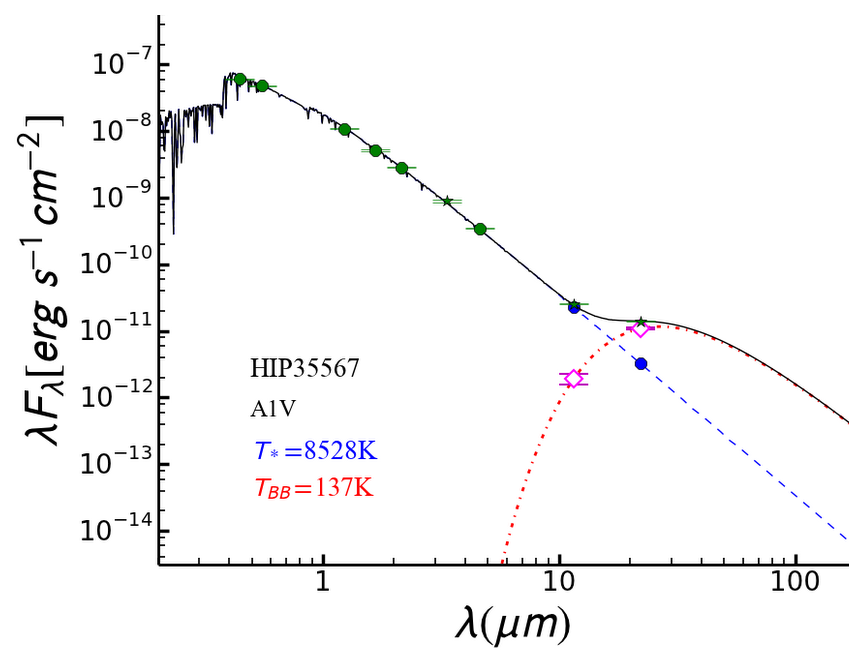 10⁻⁷
10⁻⁸
10⁻⁹
10⁻¹⁰
10⁻¹¹
10⁻¹²
10⁻¹³
10⁻¹⁴
λF_λ[erg s⁻¹ cm⁻²]
HIP35567
A1V
T_*=8528K
T_BB=137K
1 10 100
λ(μm)